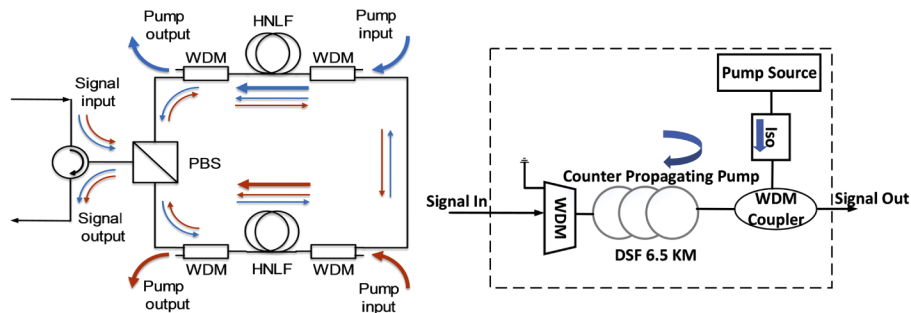 Pump
output
WDM
HNLF
WDM
Pump
input
Signal
input
PBS
Signal
output
WDM
HNLF
WDM
Pump
output
Pump
input
Pump Source
Iso
Counter Propagating Pump
Signal In
WDM
WDM
Coupler
Signal Out
DSF 6.5 KM